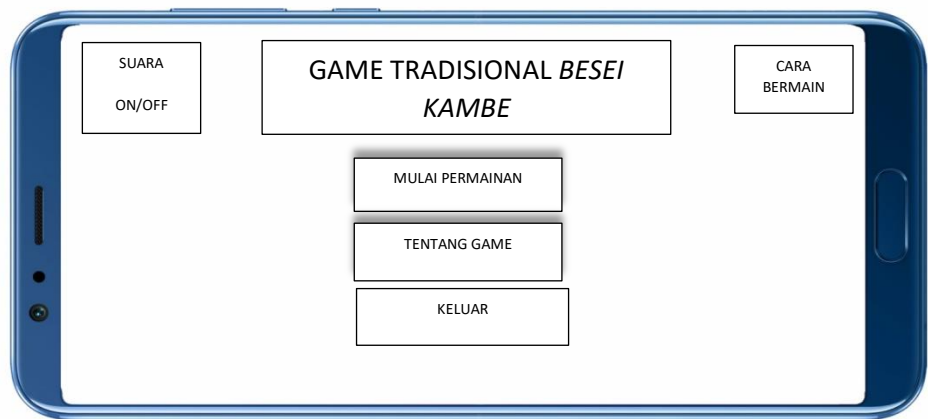 SUARA
ON/OFF
GAME TRADISIONAL BESEI
KAMBE
CARA
BERMAIN
MULAI PERMAINAN
TENTANG GAME
KELUAR